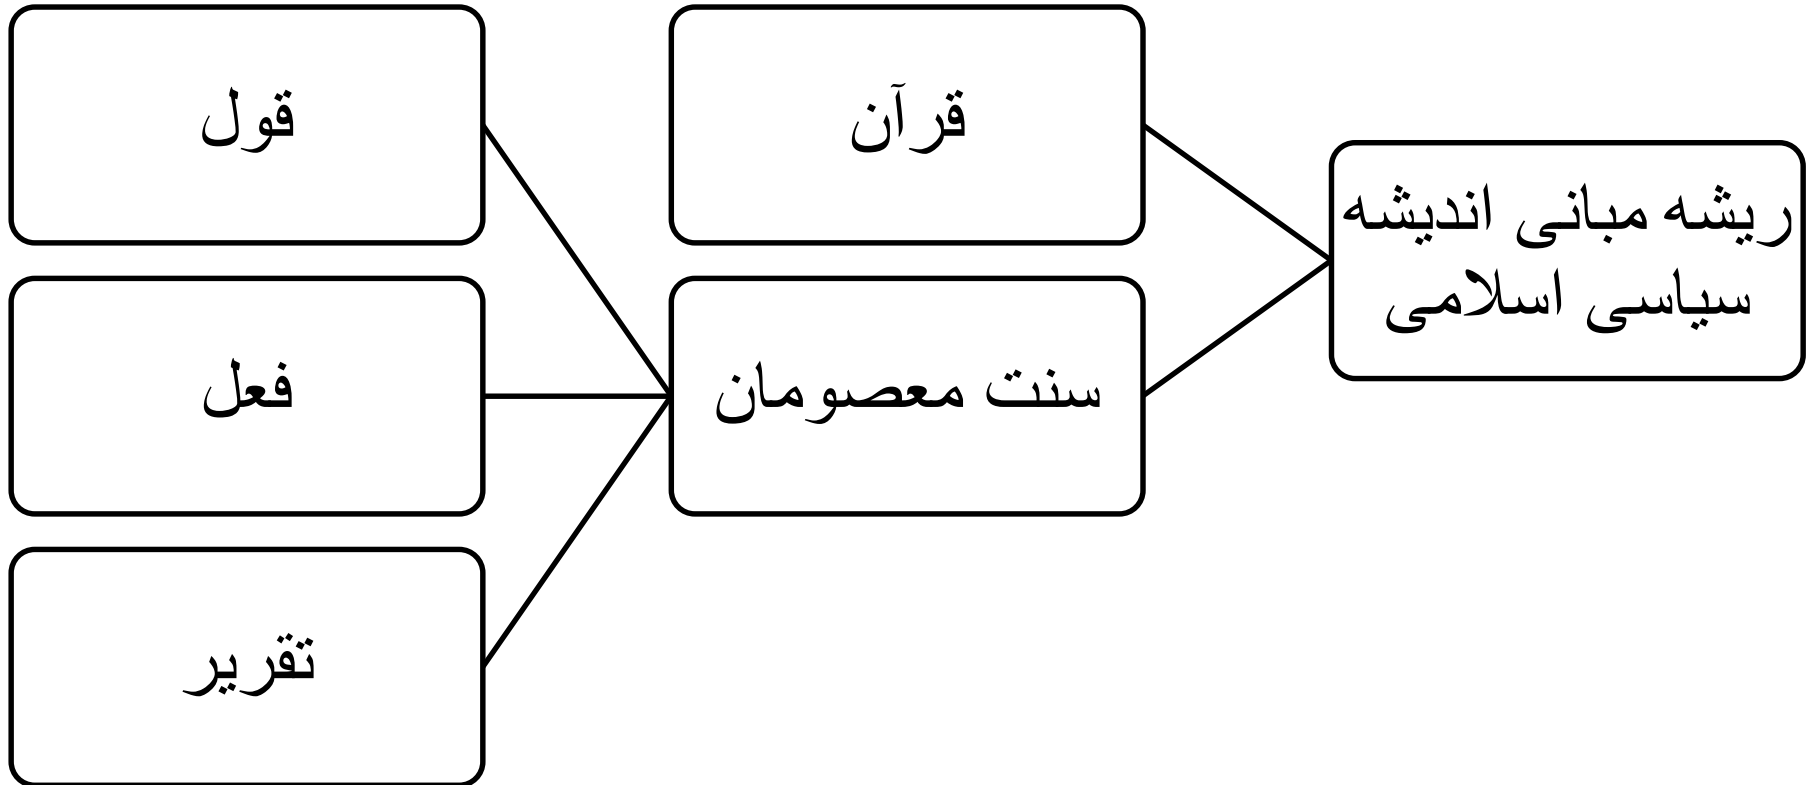 ریشه مبانی اندیشه
سیاسی اسلامی
قرآن
سنت معصومان
قول
فعل
تقریر